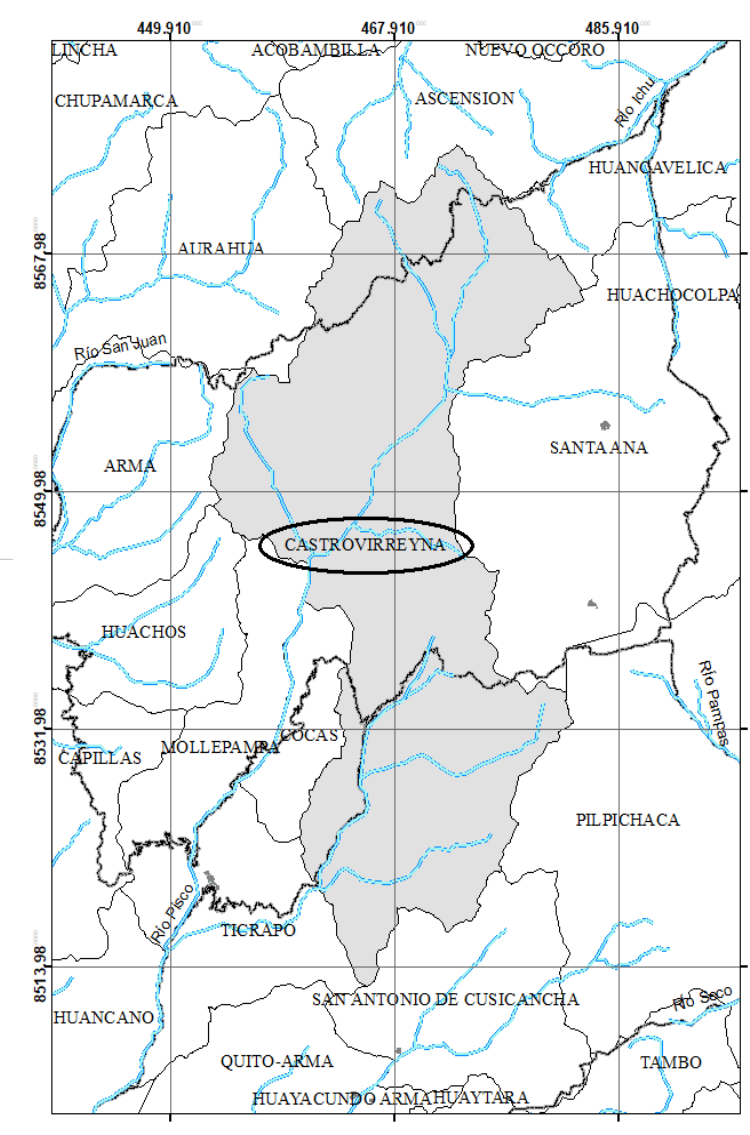 449.910 467.910 485.910
LINCHA ACOBAMBILLA NUEVO OCCORO
CHUPAMARCA ASCENSION Río Ichu
HUANCAVELICA
AURAHUA
8567.98
HUACHOCOLPA
Río San Juan
ARMA SANTA ANA
8549.98
CASTROVIRREYNA
HUACHOS
Río Pampas
8531.98
COCAS
MOLLEPAMPA
CAPILLAS
PILPICHACA
Río Pisco
TICRAPO
8513.98
SAN ANTONIO DE CUSICANCHA Río Soco
HUANCANO
QUITO-ARMA TAMBO
HUAYACUNDO ARMA HUAYTARA